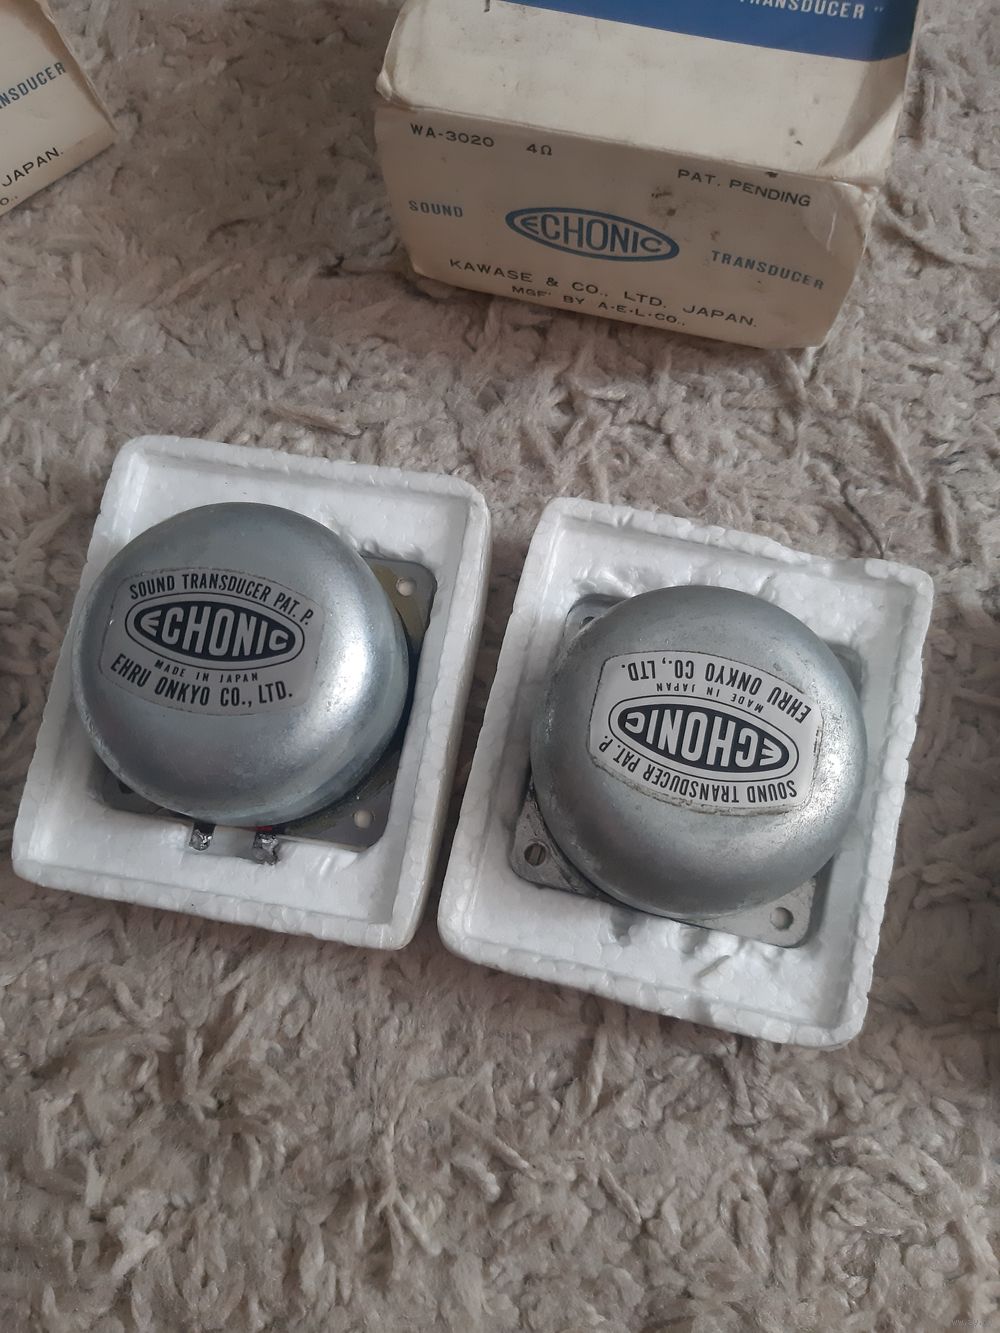 TRANSDUCER"
WA-3020 4Ω
PAT. PENDING
SOUND ECHONIC TRANSDUCER
KAWASE & CO., LTD. JAPAN.
MGF' BY A·E·L·CO.,
JAPAN.
SOUND TRANSDUCER PAT. P.
ECHONIC
MADE IN JAPAN
EHRU ONKYO CO., LTD.
SOUND TRANSDUCER PAT. P.
ECHONIC
MADE IN JAPAN
EHRU ONKYO CO., LTD.